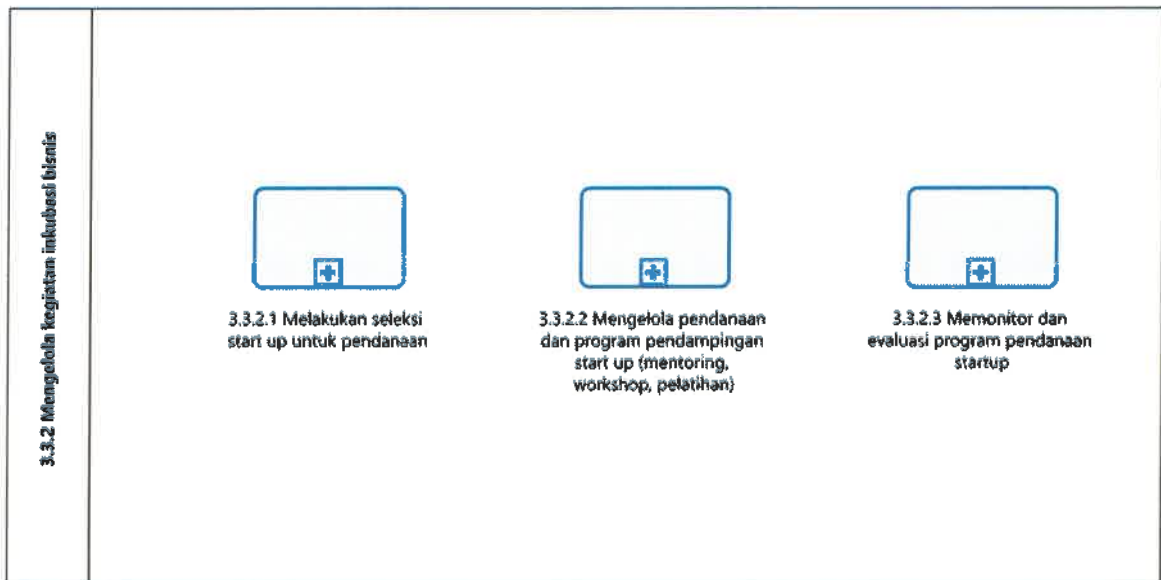 3.3.2 Mengelola kegiatan inkubasi bisnis
3.3.2.1 Melakukan seleksi
start up untuk pendanaan
3.3.2.2 Mengelola pendanaan
dan program pendampingan
start up (mentoring,
workshop, pelatihan)
3.3.2.3 Memonitor dan
evaluasi program pendanaan
startup